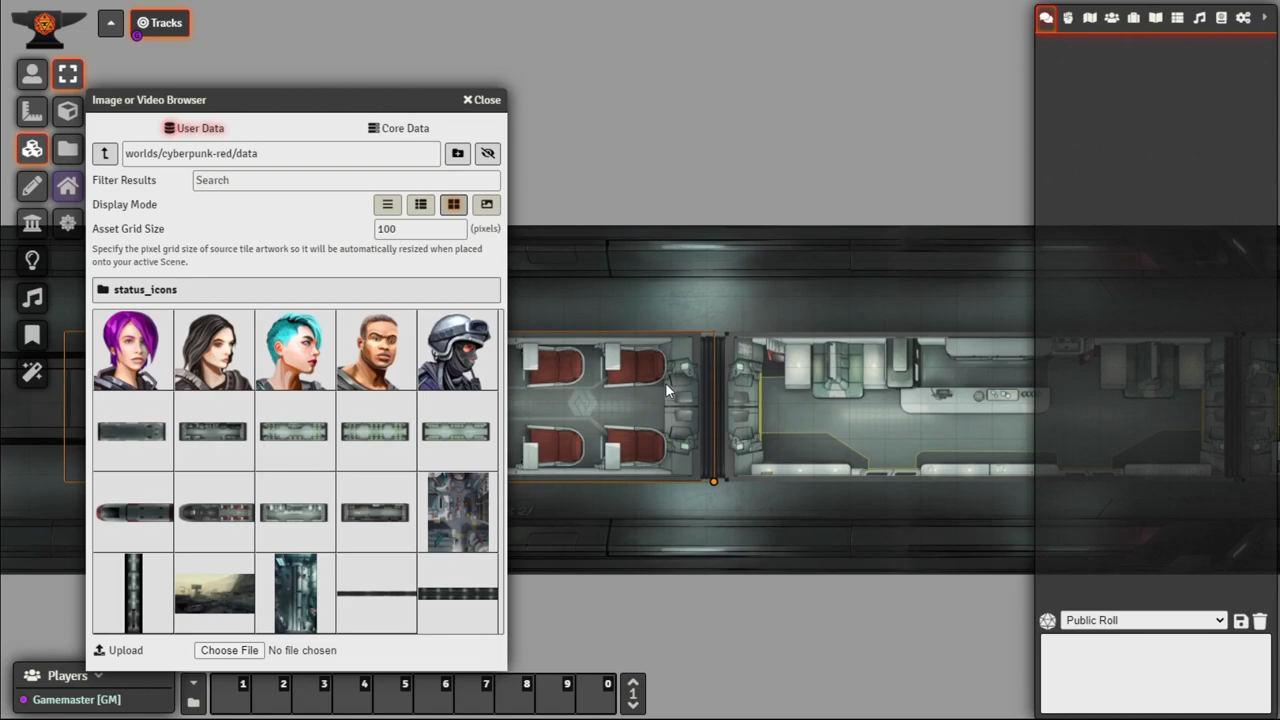 Tracks
G
Image or Video Browser
Close
User Data
Core Data
worlds/cyberpunk-red/data
Filter Results
Search
Display Mode
Asset Grid Size
100
(pixels)
Specify the pixel grid size of source tile artwork so it will be automatically resized when placed
onto your active Scene.
status_icons
Upload
Choose File No file chosen
Players
Gamemaster [GM]
1 2 3 4 5 6 7 8 9 0
1
Public Roll